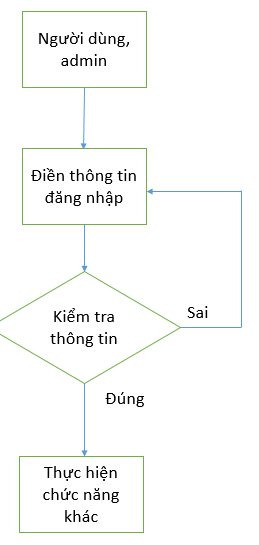 Người dùng,
admin
Điền thông tin
đăng nhập
Kiểm tra
thông tin
Sai
Đúng
Thực hiện
chức năng
khác